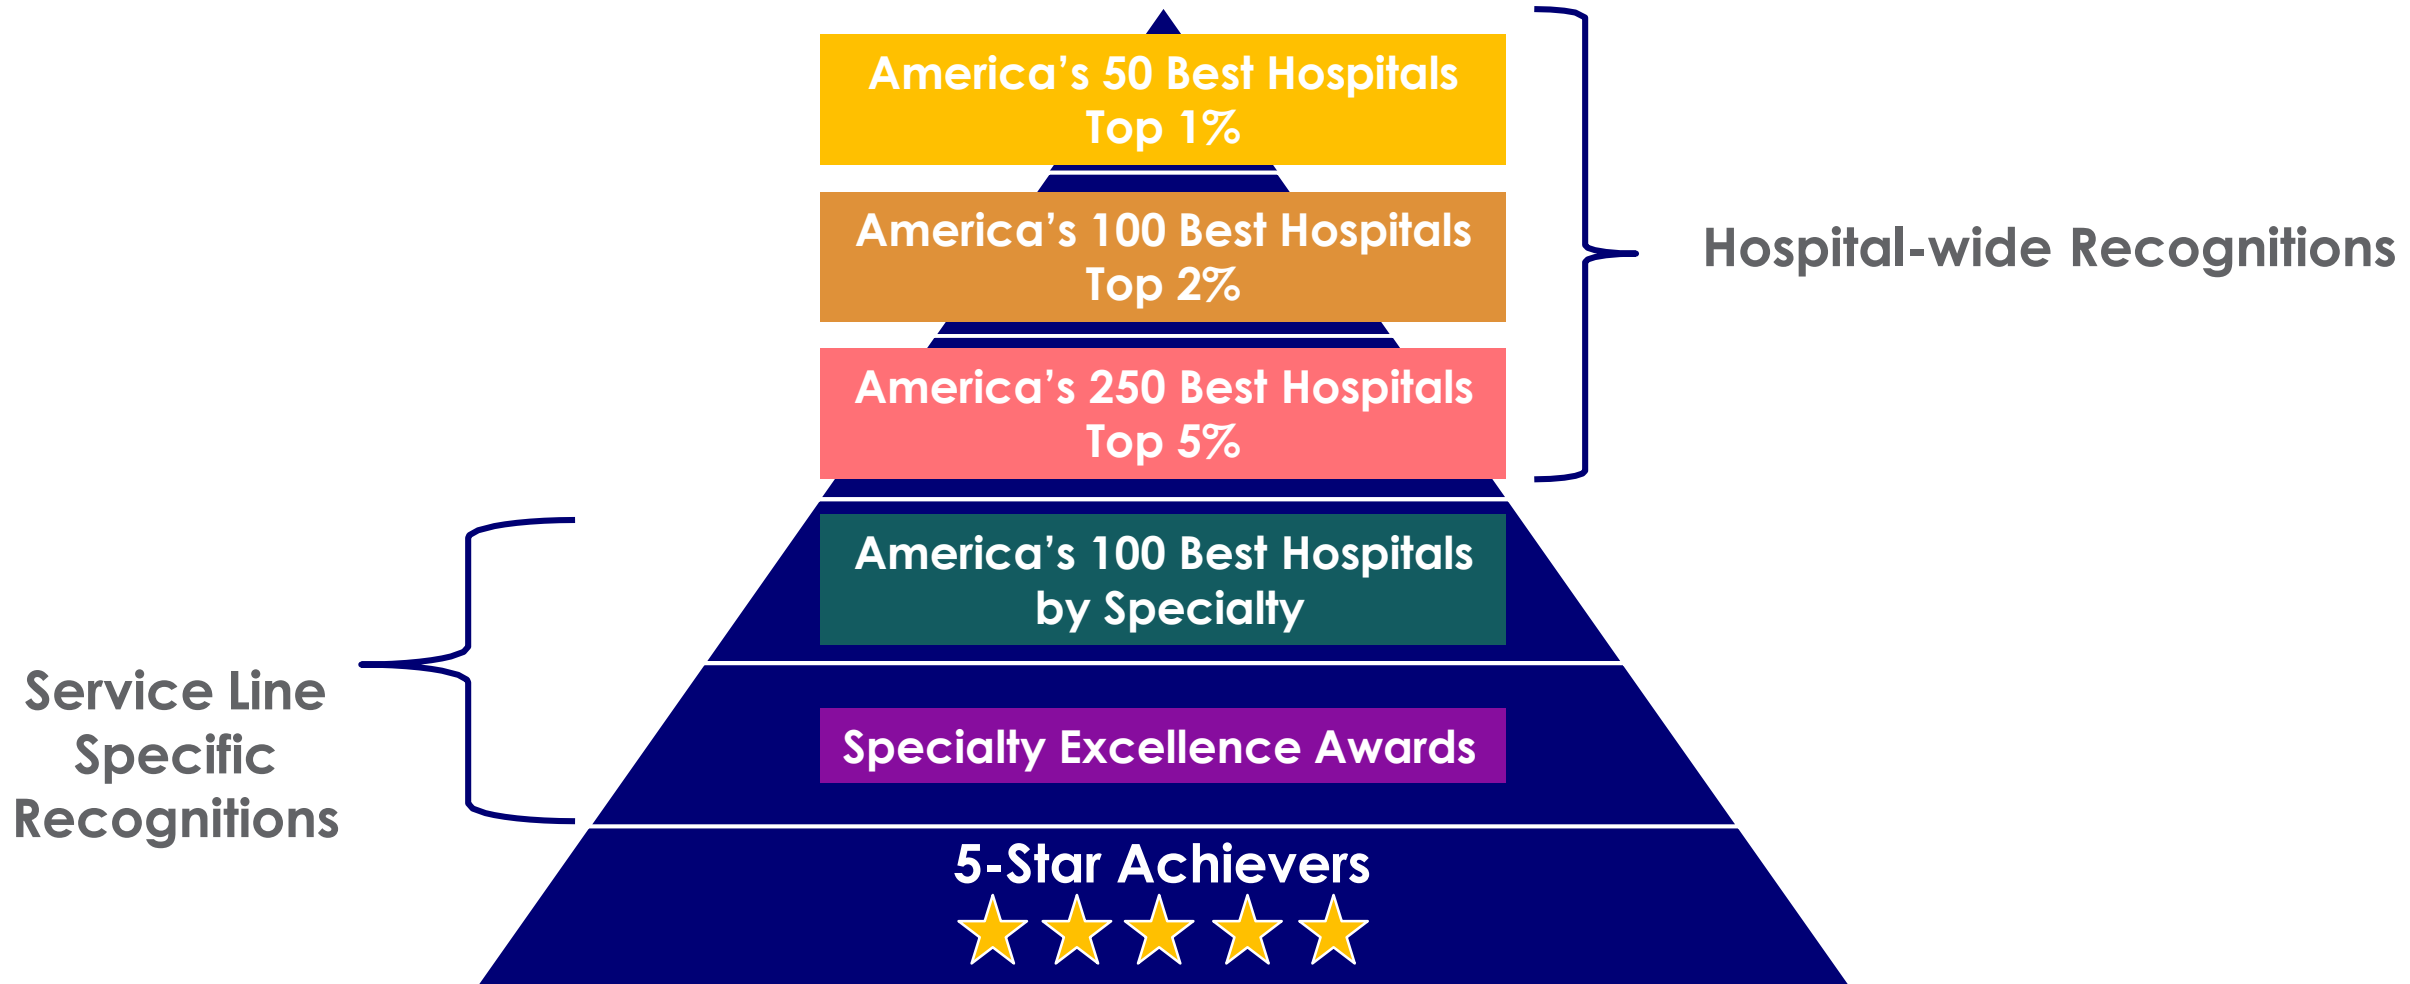 America’s 50 Best Hospitals
Top 1%
America’s 100 Best Hospitals
Top 2%
Hospital-wide Recognitions
America’s 250 Best Hospitals
Top 5%
America’s 100 Best Hospitals
by Specialty
Service Line
Specific
Recognitions
Specialty Excellence Awards
5-Star Achievers